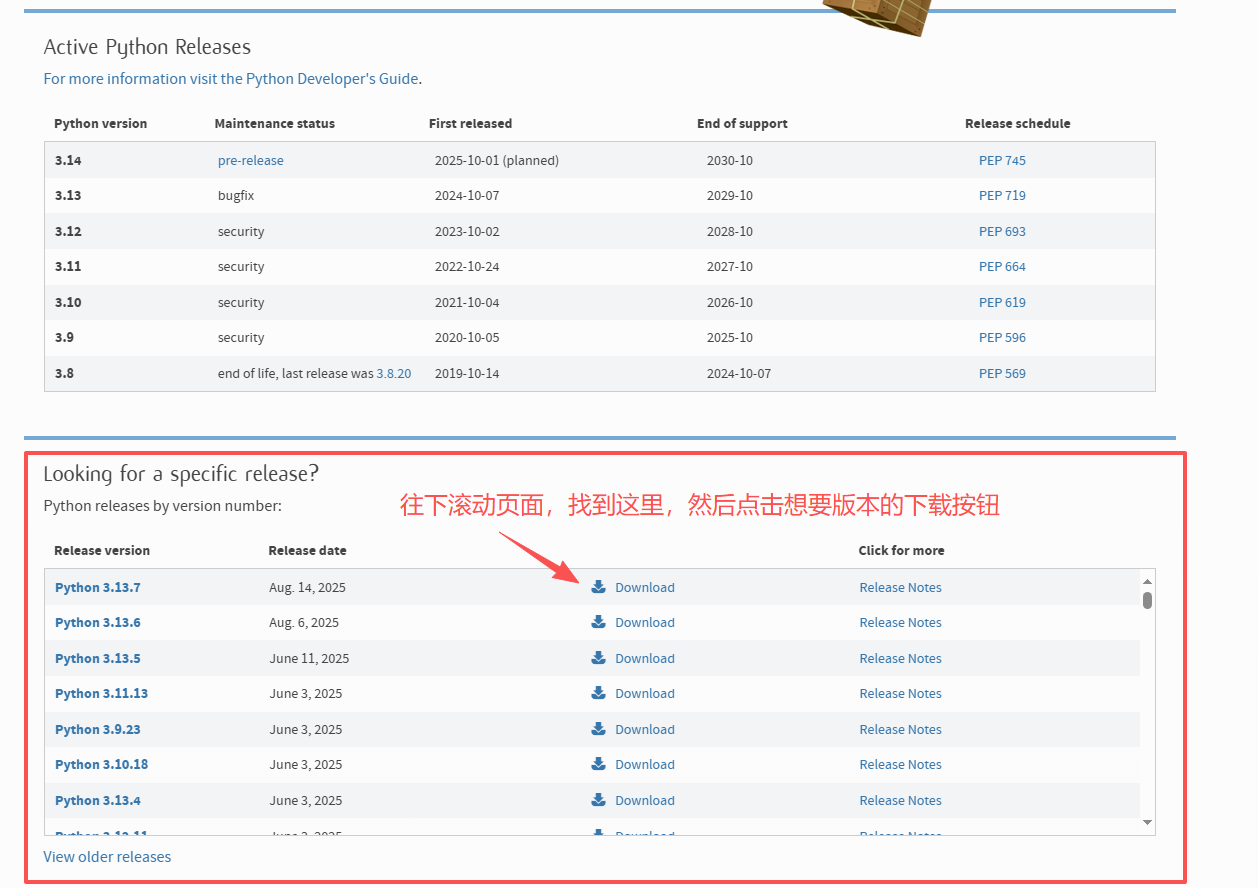 Active Python Releases
For more information visit the Python Developer's Guide.
Python version Maintenance status First released End of support Release schedule
3.14 pre-release 2025-10-01 (planned) 2030-10 PEP 745
3.13 bugfix 2024-10-07 2029-10 PEP 719
3.12 security 2023-10-02 2028-10 PEP 693
3.11 security 2022-10-24 2027-10 PEP 664
3.10 security 2021-10-04 2026-10 PEP 619
3.9 security 2020-10-05 2025-10 PEP 596
3.8 end of life, last release was 3.8.20 2019-10-14 2024-10-07 PEP 569
Looking for a specific release?
Python releases by version number:
往下滚动页面，找到这里，然后点击想要版本的下载按钮
Release version Release date Click for more
Python 3.13.7 Aug. 14, 2025 Download Release Notes
Python 3.13.6 Aug. 6, 2025 Download Release Notes
Python 3.13.5 June 11, 2025 Download Release Notes
Python 3.11.13 June 3, 2025 Download Release Notes
Python 3.9.23 June 3, 2025 Download Release Notes
Python 3.10.18 June 3, 2025 Download Release Notes
Python 3.13.4 June 3, 2025 Download Release Notes
Python 3.12.11 June 3, 2025 Download Release Notes
View older releases